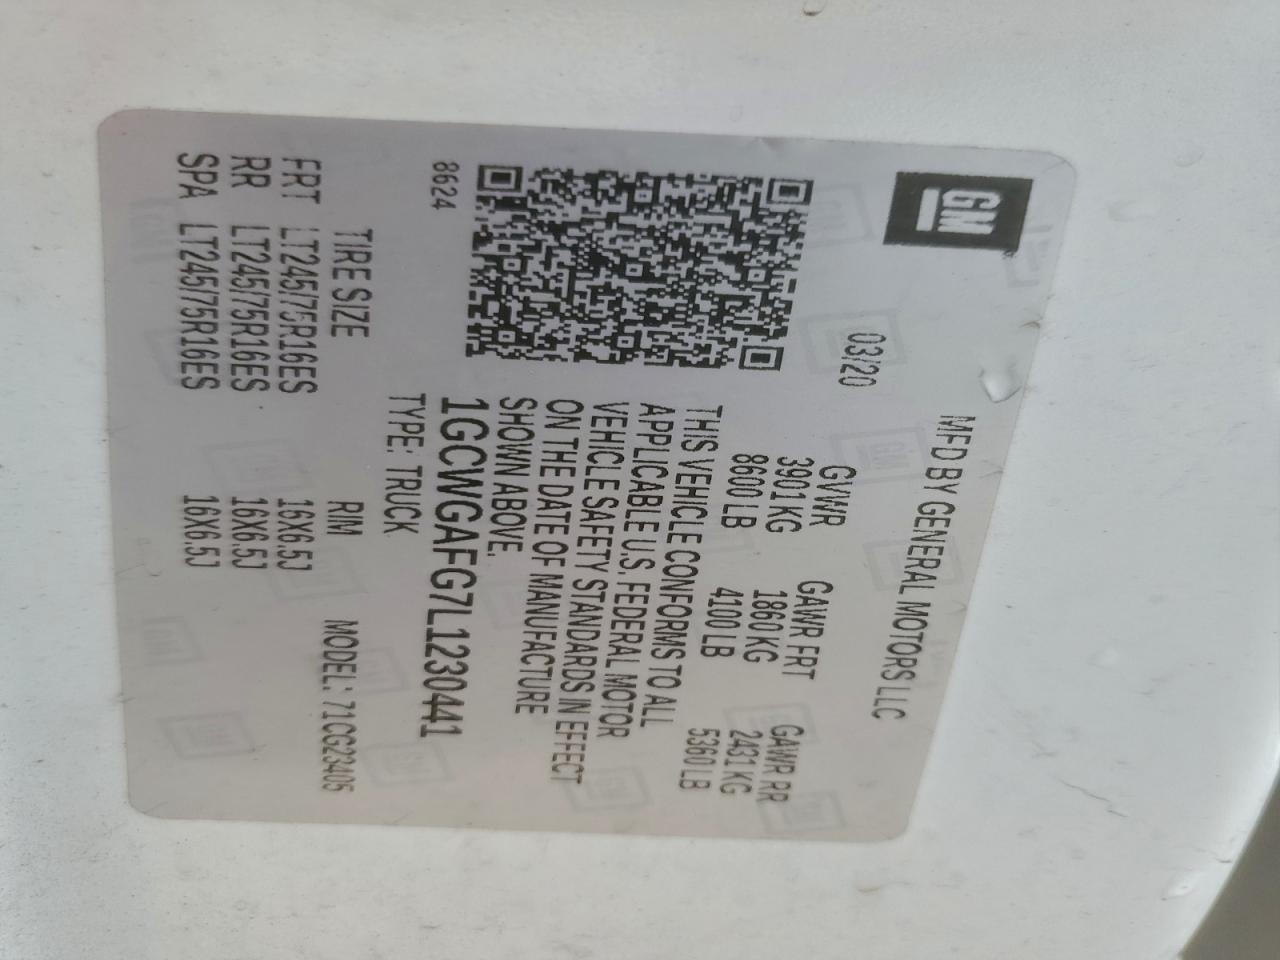 GM
MFD BY GENERAL MOTORS LLC
03/20
GVWR GAWR FRT GAWR RR
3901 KG 1860 KG 2431 KG
8600 LB 4100 LB 5360 LB
THIS VEHICLE CONFORMS TO ALL
APPLICABLE U.S. FEDERAL MOTOR
VEHICLE SAFETY STANDARDS IN EFFECT
ON THE DATE OF MANUFACTURE
SHOWN ABOVE.
8624
1GCWGAFG7L1230441
TYPE: TRUCK
TIRE SIZE RIM MODEL: 71CG23405
FRT LT245/75R16ES 16X6.5J
RR LT245/75R16ES 16X6.5J
SPA LT245/75R16ES 16X6.5J